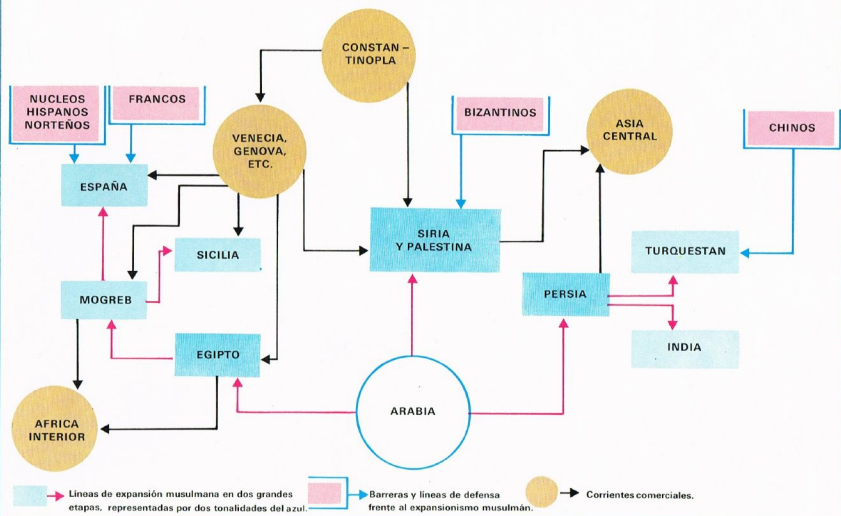 CONSTAN –
TINOPLA
NUCLEOS
HISPANOS
NORTEÑOS
FRANCOS
VENECIA,
GENOVA,
ETC.
BIZANTINOS
ASIA
CENTRAL
CHINOS
ESPAÑA
SIRIA
Y PALESTINA
SICILIA
TURQUESTAN
MOGREB
PERSIA
EGIPTO
INDIA
ARABIA
AFRICA
INTERIOR
Lineas de expansión musulmana en dos grandes
etapas, representadas por dos tonalidades del azul.
Barreras y líneas de defensa
frente al expansionismo musulmán.
Corrientes comerciales.